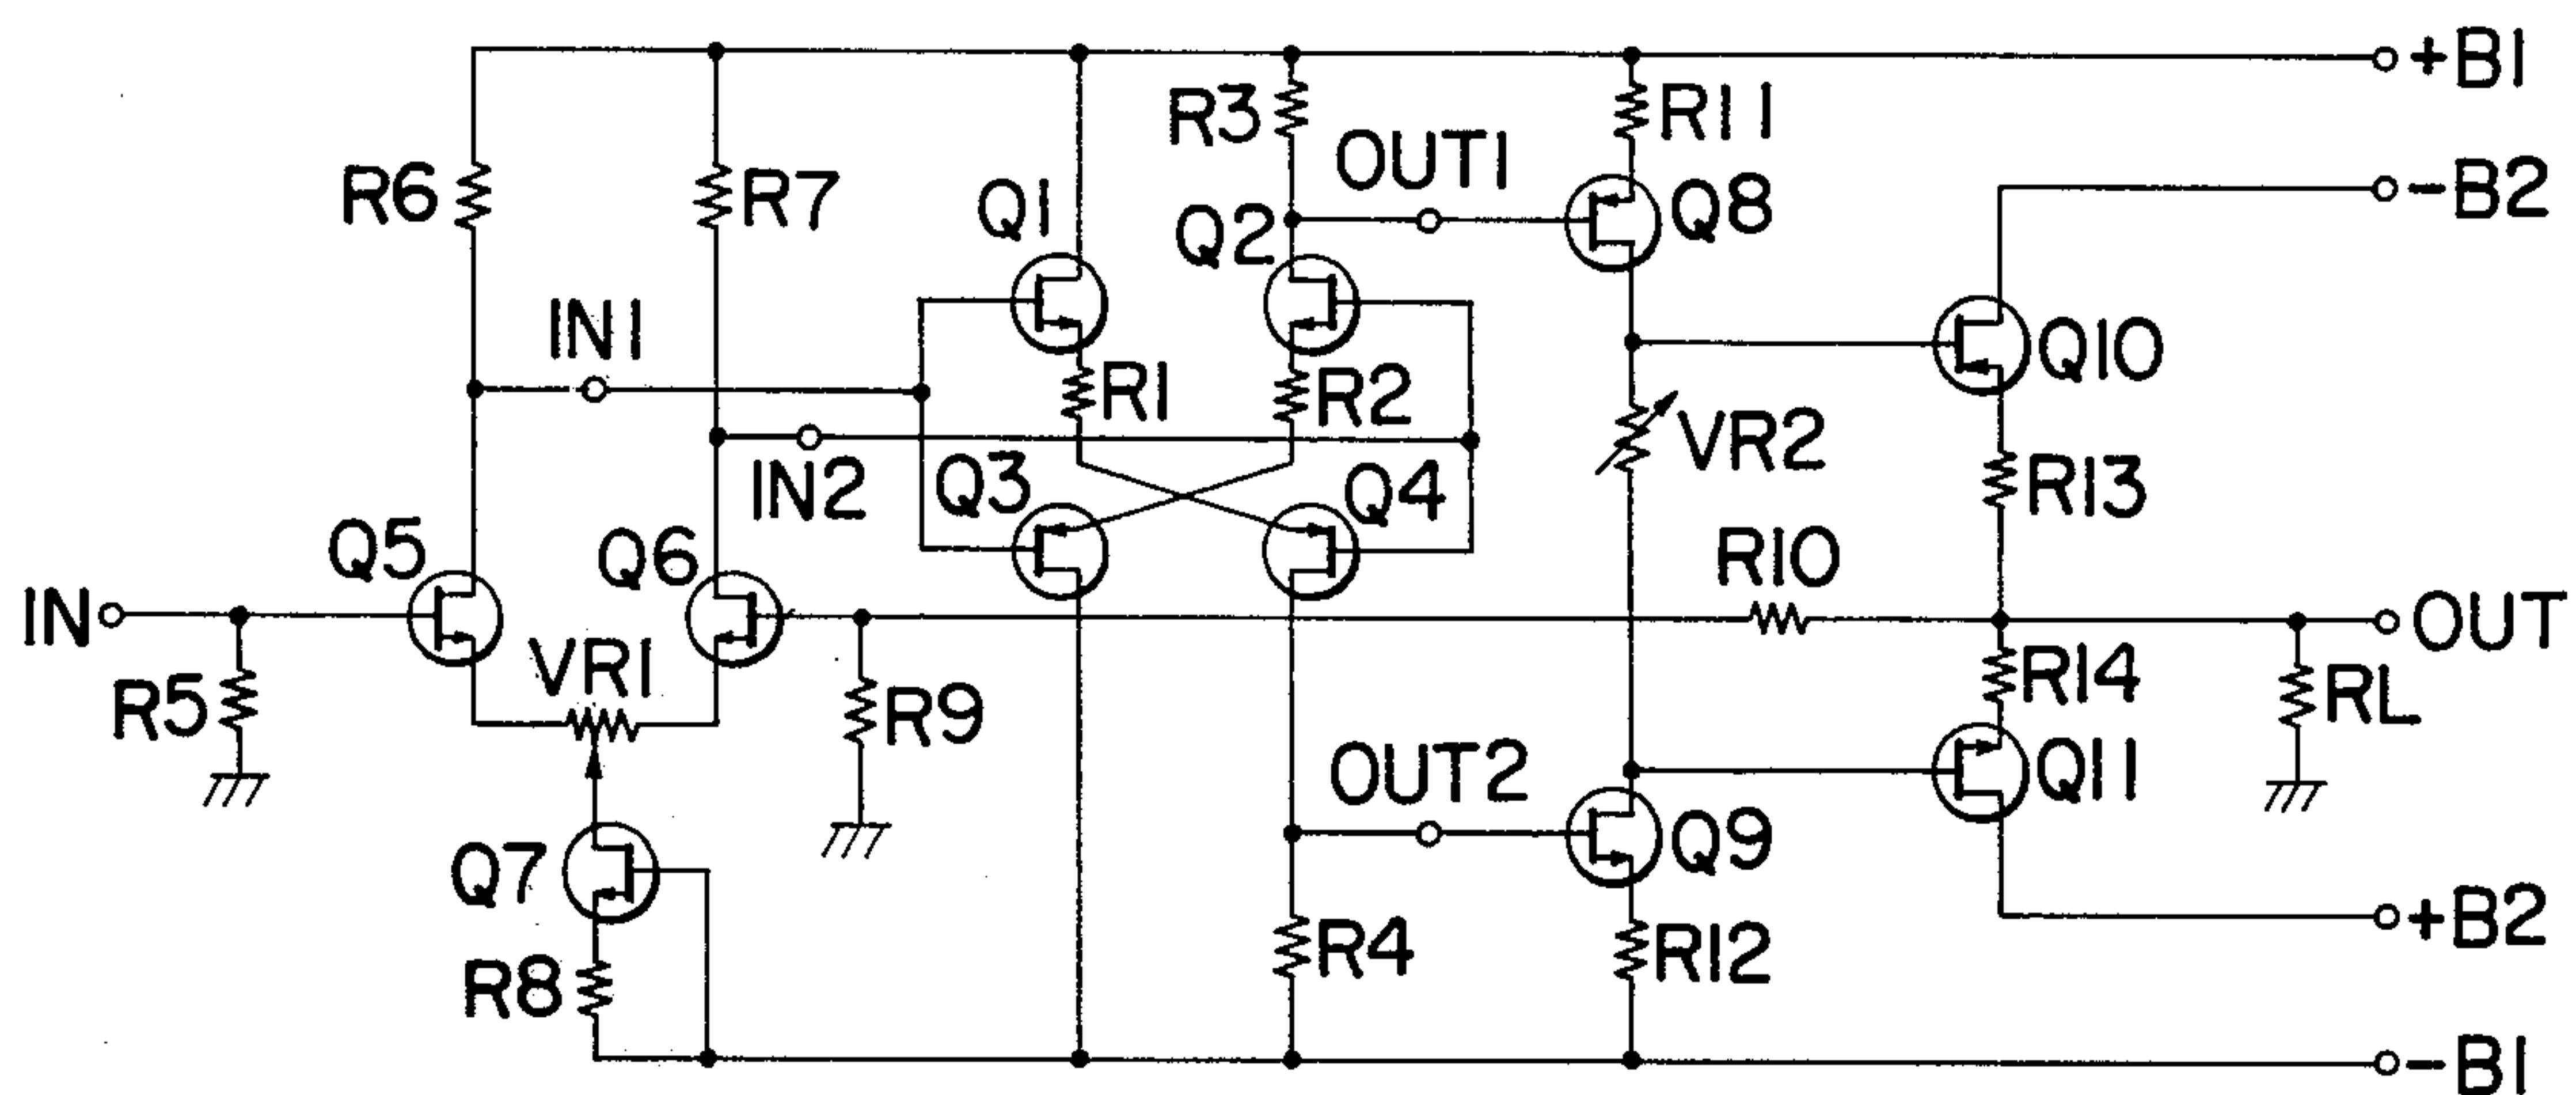 +B1
R3
R11
OUT1
-B2
R6
R7
Q1
Q2
Q8
IN1
Q10
R1
R2
VR2
IN2
Q3
Q4
R13
Q5
Q6
R10
IN
OUT
VR1
R5
R9
R14
RL
OUT2
Q11
Q7
Q9
+B2
R8
R4
R12
-B1